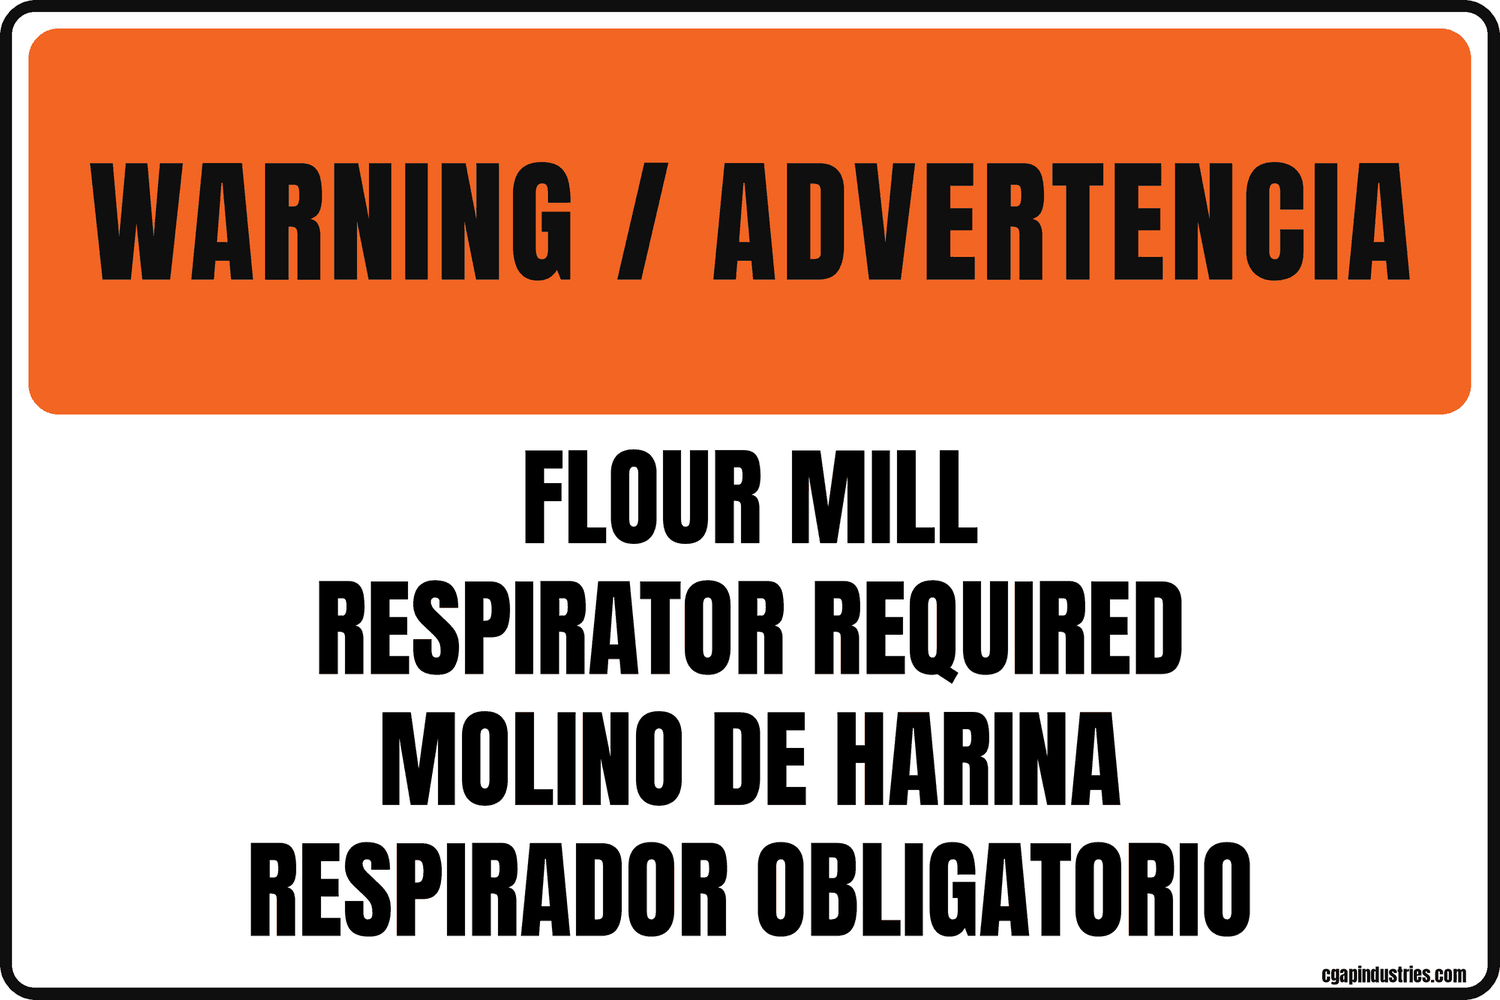 WARNING / ADVERTENCIA
FLOUR MILL
RESPIRATOR REQUIRED
MOLINO DE HARINA
RESPIRADOR OBLIGATORIO
cgapindustries.com